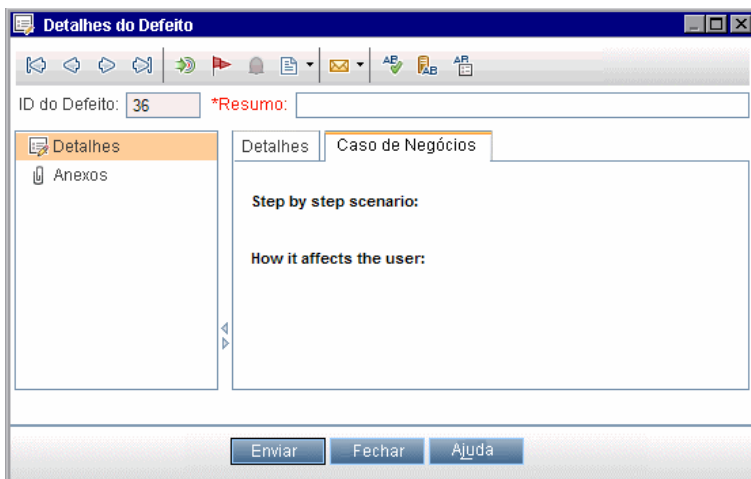 Detalhes do Defeito
ID do Defeito: 36 *Resumo:
Detalhes
Anexos
Detalhes Caso de Negócios
Step by step scenario:
How it affects the user:
Enviar Fechar Ajuda